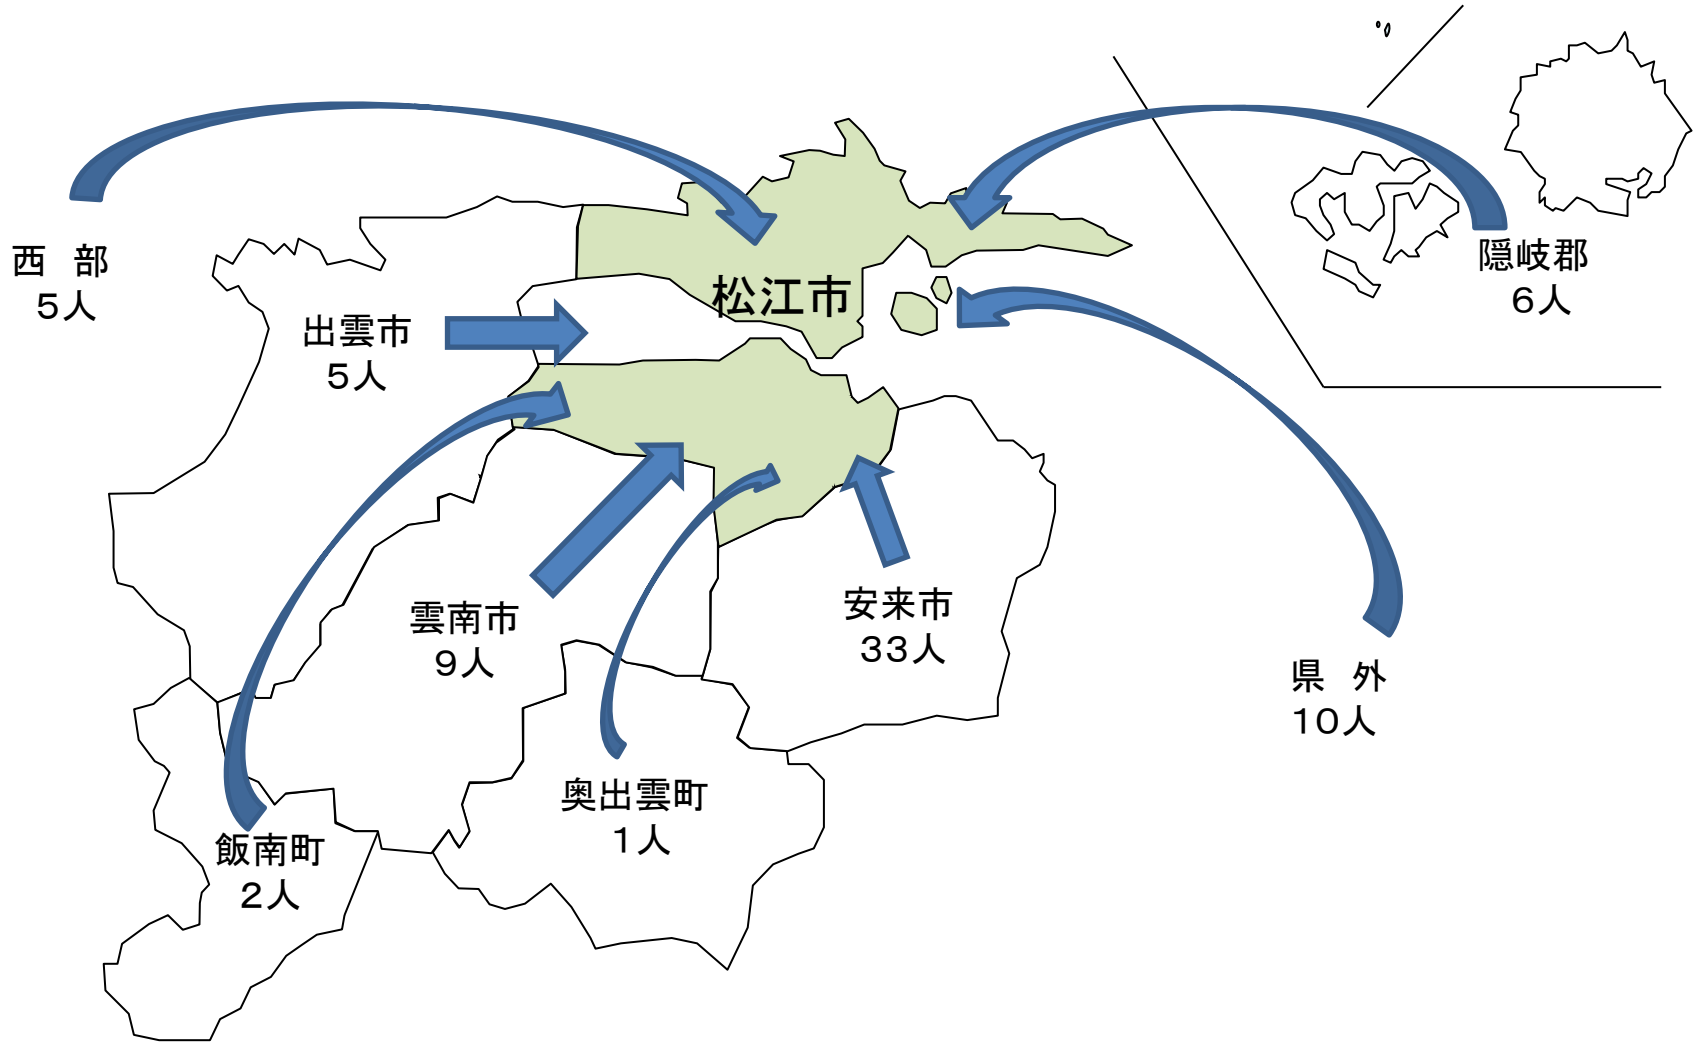 西　部
５人
隠岐郡
６人
松江市
出雲市
５人
雲南市
９人
安来市
３３人
県　外
１０人
奥出雲町
１人
飯南町
２人